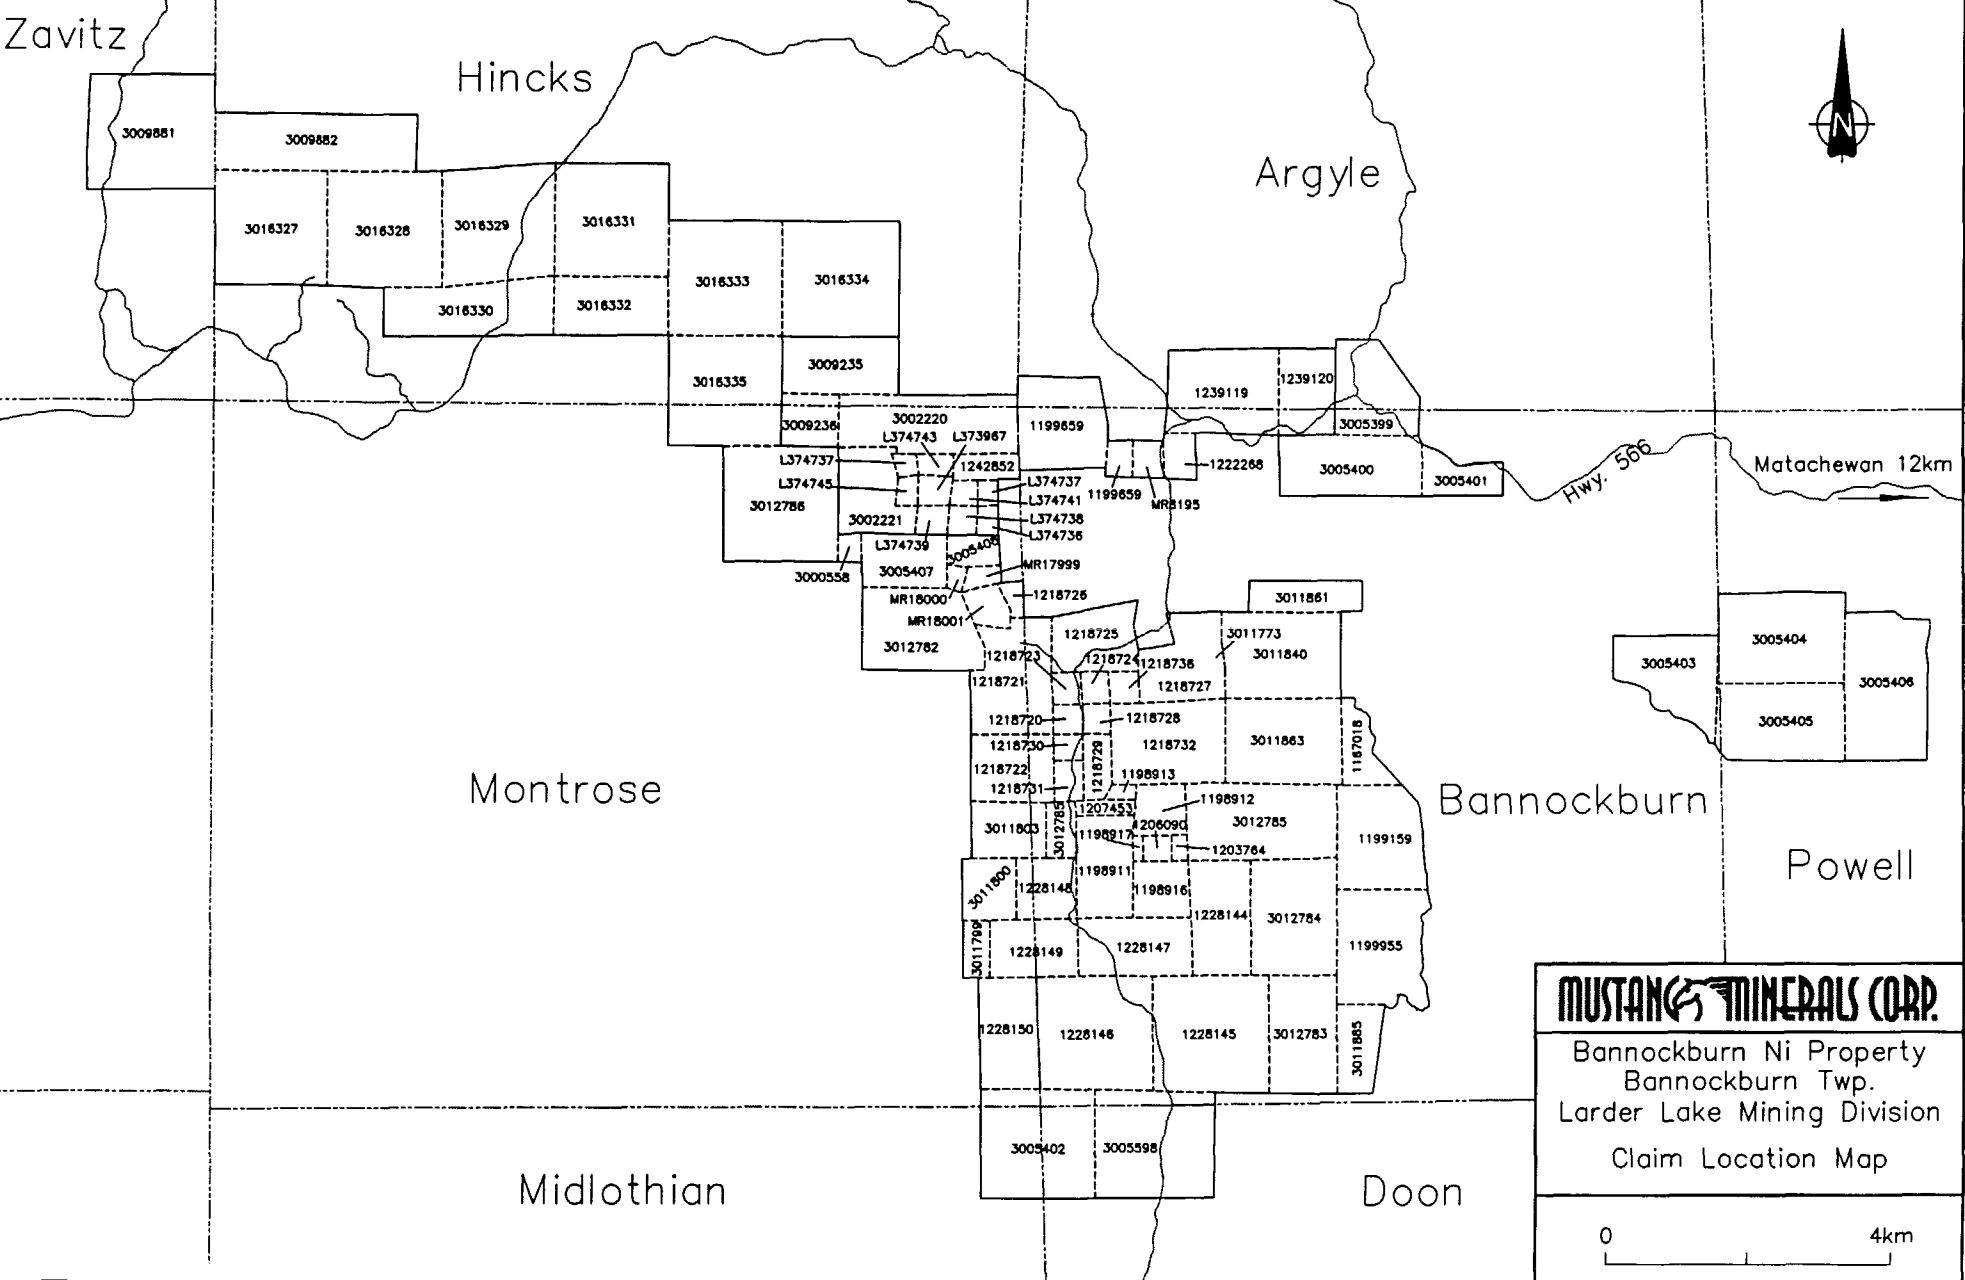 Zavitz
Hincks
Argyle
N
3009881
3009882
3016327
3016328
3016329
3016331
3016330
3016332
3016333
3016334
3016335
3009235
3009236
3002220
L374743
L373967
1242852
L374737
L374745
3012786
3002221
L374739
3005408
L374737
L374741
L374738
L374736
3000558
3005407
MR17999
MR18000
MR18001
1218726
3012782
1199659
1239119
1239120
3005399
1199659
MR8195
1222268
3005400
3005401
Hwy. 566
Matachewan 12km
3011861
1218725
3011773
3011840
1218723
1218724
1218736
1218727
1218721
1218720
1218728
1218730
1218732
3011863
1187018
1218722
1218729
1218731
1198913
1207453
1198912
3012785
3011803
3012785
1198917
1206090
1203764
1199159
3011800
1228148
1198911
1198916
1228144
3012784
3011799
1228149
1228147
1199955
1228150
1228146
1228145
3012783
3011885
3005402
3005598
3005403
3005404
3005405
3005406
Montrose
Bannockburn
Powell
Midlothian
Doon
MUSTANG MINERALS CORP.
Bannockburn Ni Property
Bannockburn Twp.
Larder Lake Mining Division
Claim Location Map
0 4km